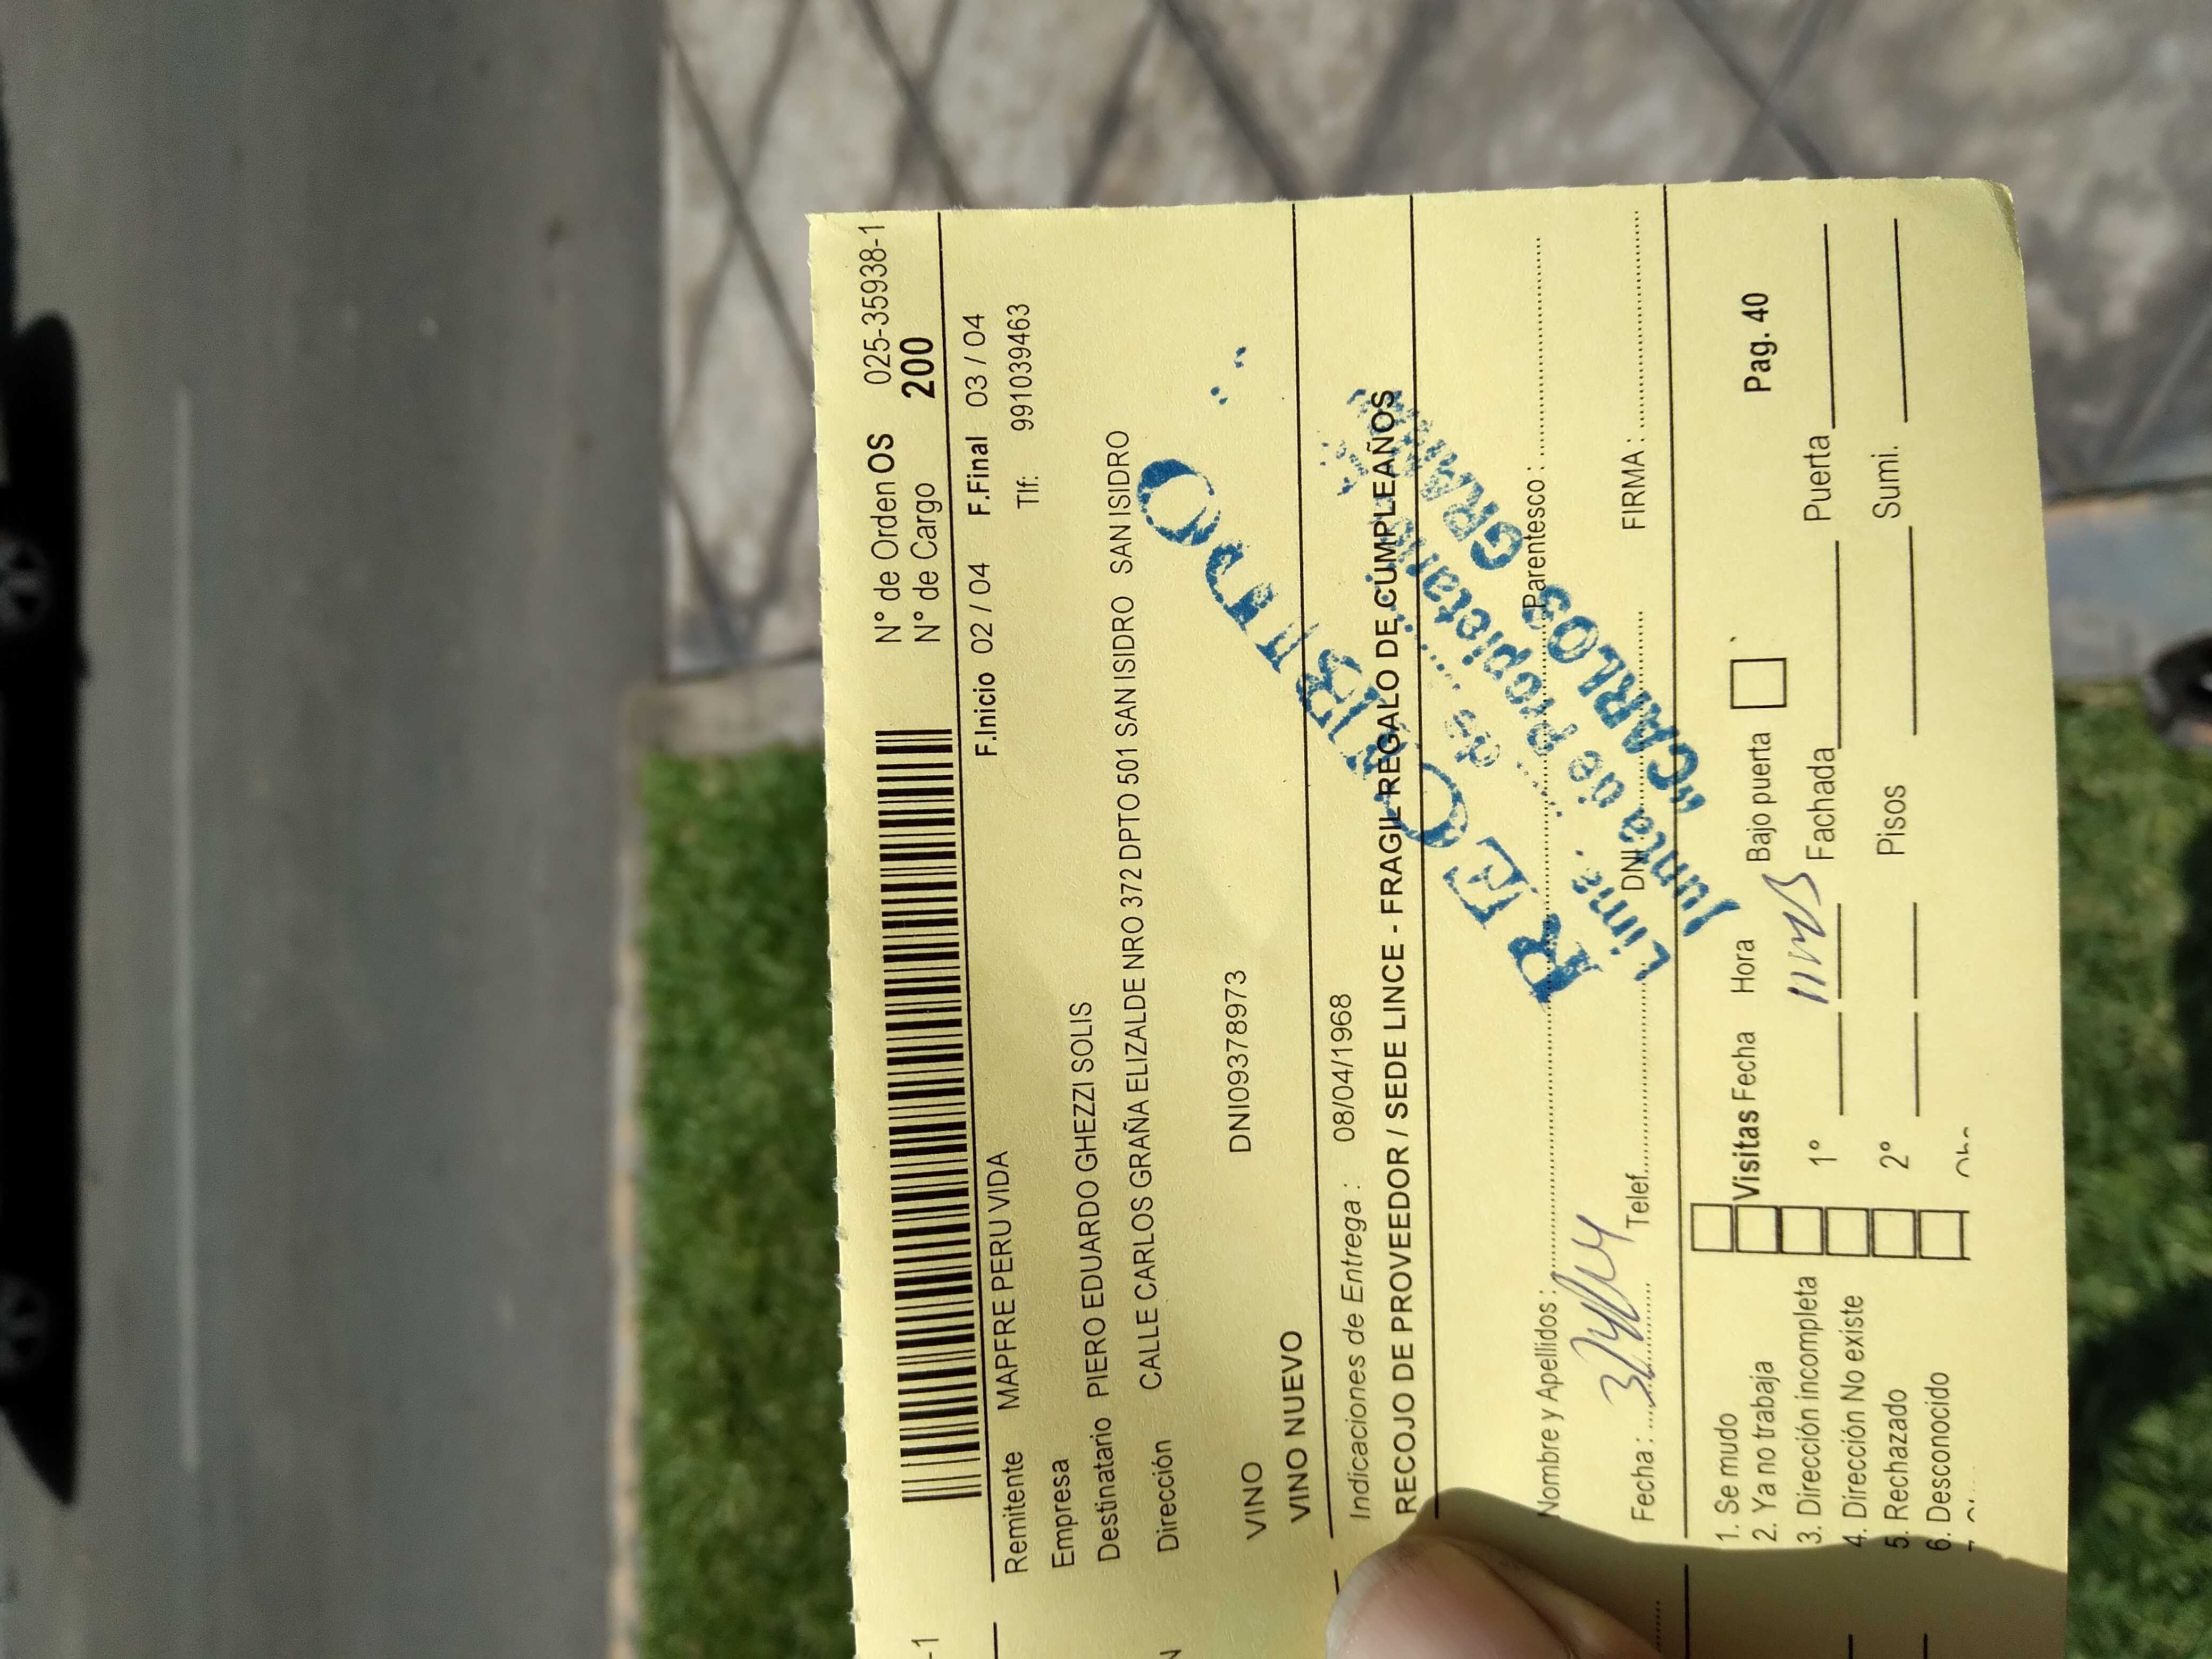 N° de Orden OS 025-35938-1
N° de Cargo 200
F.Inicio 02 / 04 F.Final 03 / 04
Remitente MAPFRE PERU VIDA Tlf: 991039463
Empresa
Destinatario PIERO EDUARDO GHEZZI SOLIS
Dirección CALLE CARLOS GRAÑA ELIZALDE NRO 372 DPTO 501 SAN ISIDRO SAN ISIDRO
VINO DNI09378973
VINO NUEVO
Indicaciones de Entrega : 08/04/1968
RECOJO DE PROVEEDOR / SEDE LINCE - FRAGIL REGALO DE CUMPLEAÑOS
RECIBIDO
Lima, de
Junta de Propietarios
"CARLOS GRAÑA"
Nombre y Apellidos : Parentesco :
Fecha : Telef. DNI FIRMA :
1. Se mudo
2. Ya no trabaja
3. Dirección incompleta
4. Dirección No existe
5. Rechazado
6. Desconocido
Visitas Fecha Hora Bajo puerta Pag. 40
1° Fachada Puerta
2° Pisos Sumi.
-1